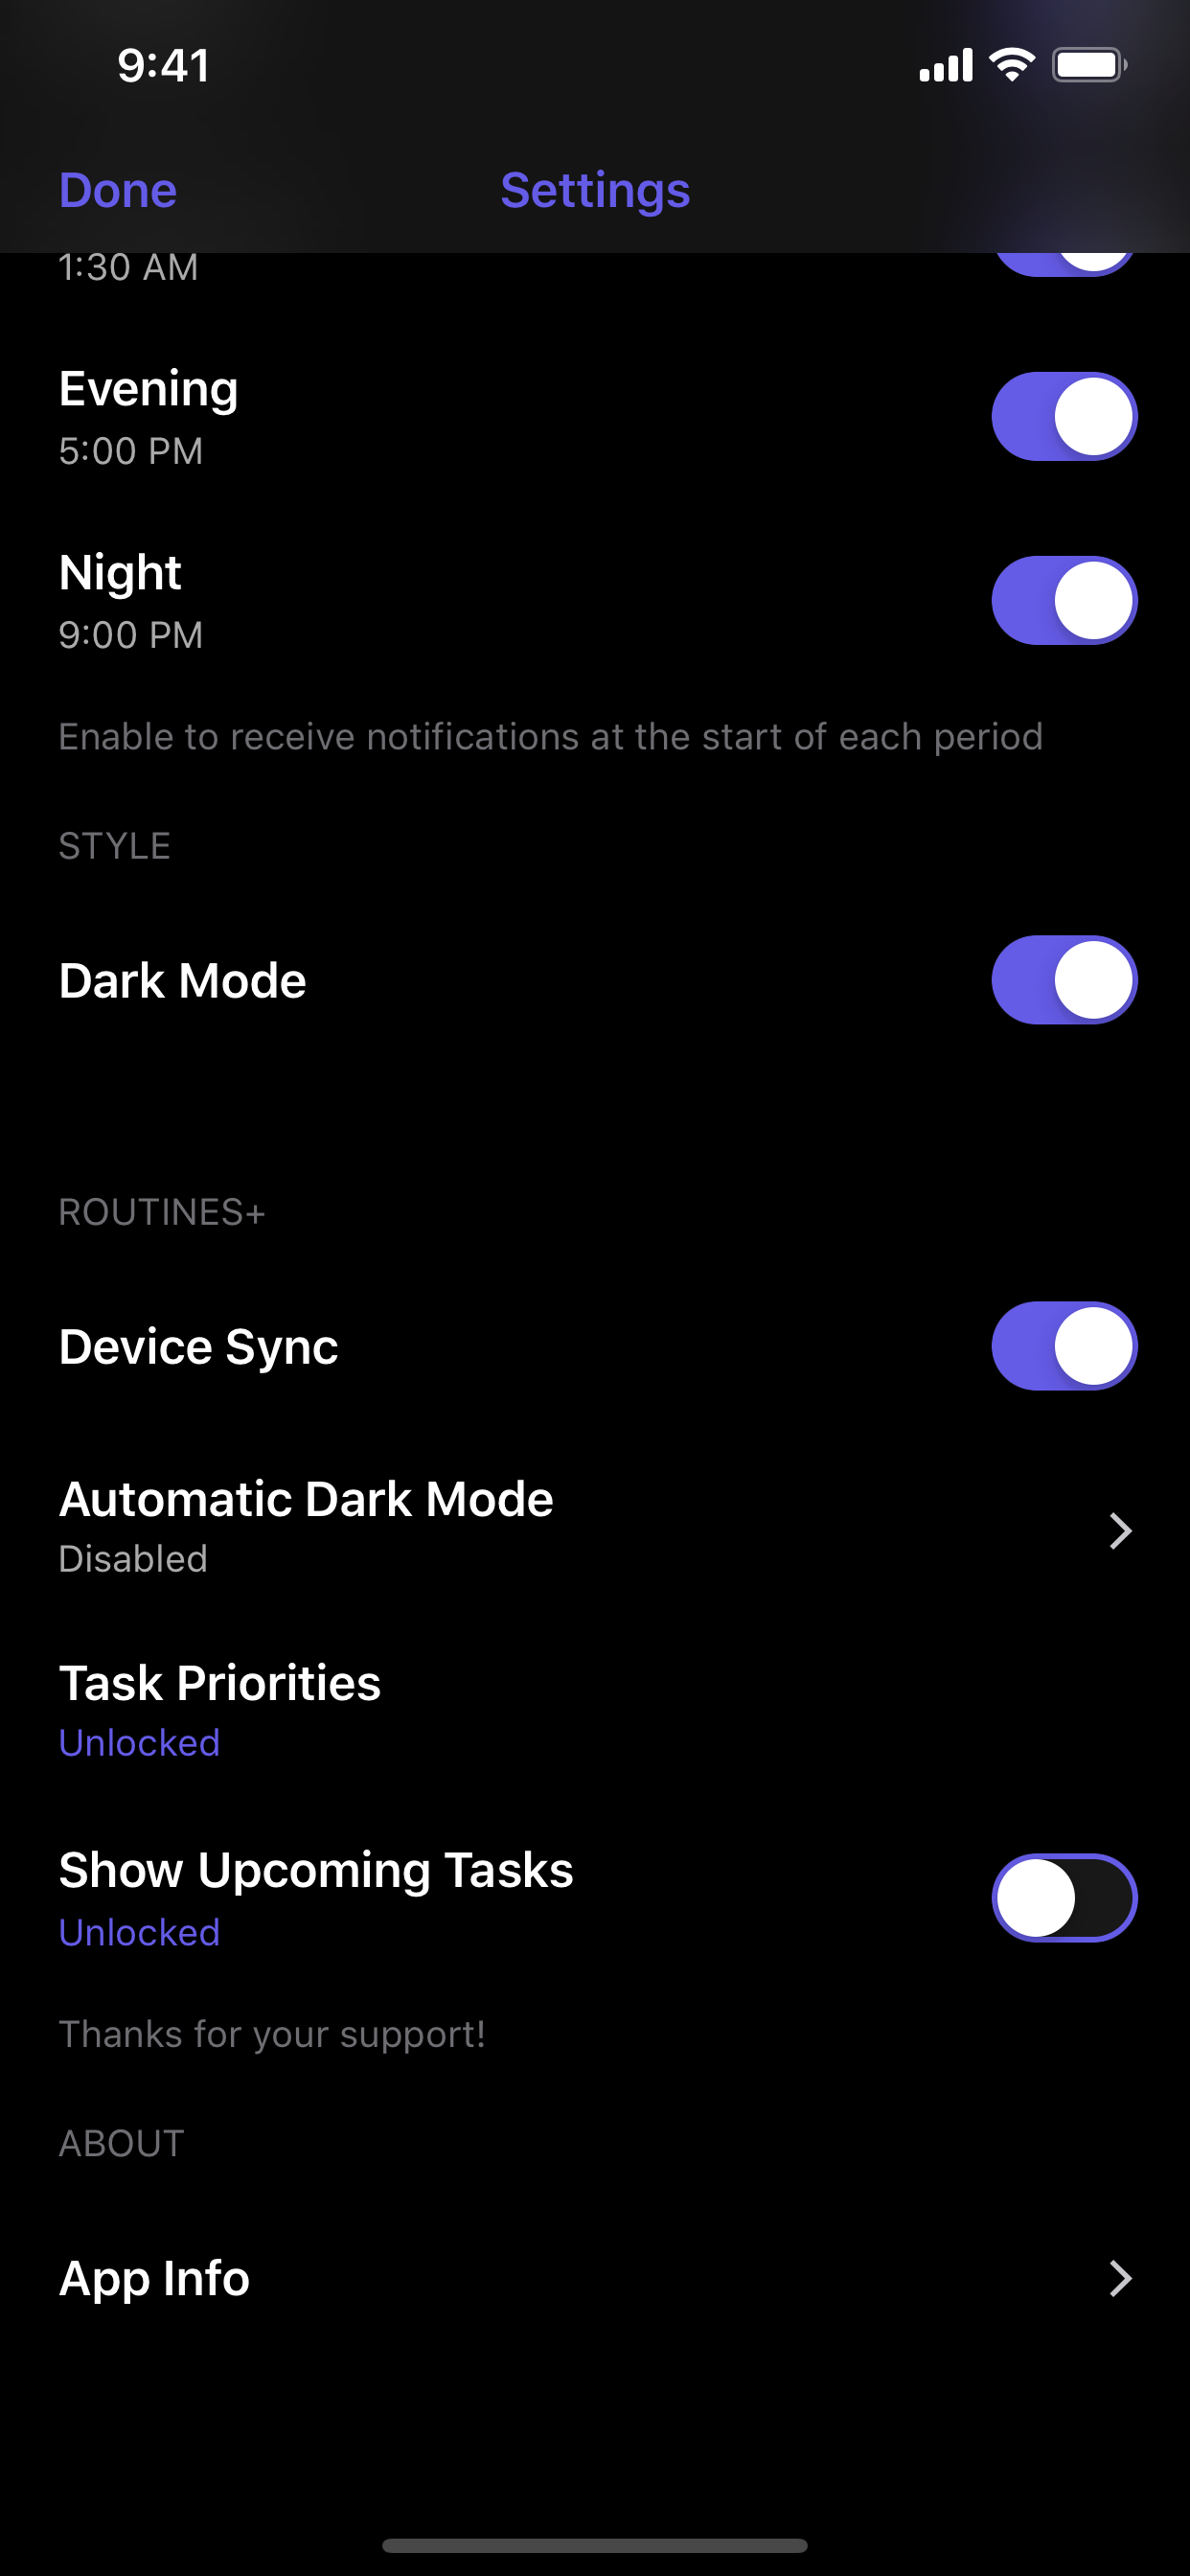 9:41
Done
Settings
1:30 AM
Evening
5:00 PM
Night
9:00 PM
Enable to receive notifications at the start of each period
STYLE
Dark Mode
ROUTINES+
Device Sync
Automatic Dark Mode
Disabled
Task Priorities
Unlocked
Show Upcoming Tasks
Unlocked
Thanks for your support!
ABOUT
App Info